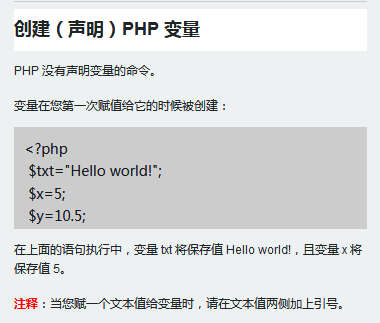 创建（声明）PHP 变量
PHP 没有声明变量的命令。
变量在您第一次赋值给它的时候被创建：
<?php
$txt="Hello world!";
$x=5;
$y=10.5;
在上面的语句执行中，变量 txt 将保存值 Hello world!，且变量 x 将
保存值 5。
注释：当您赋一个文本值给变量时，请在文本值两侧加上引号。